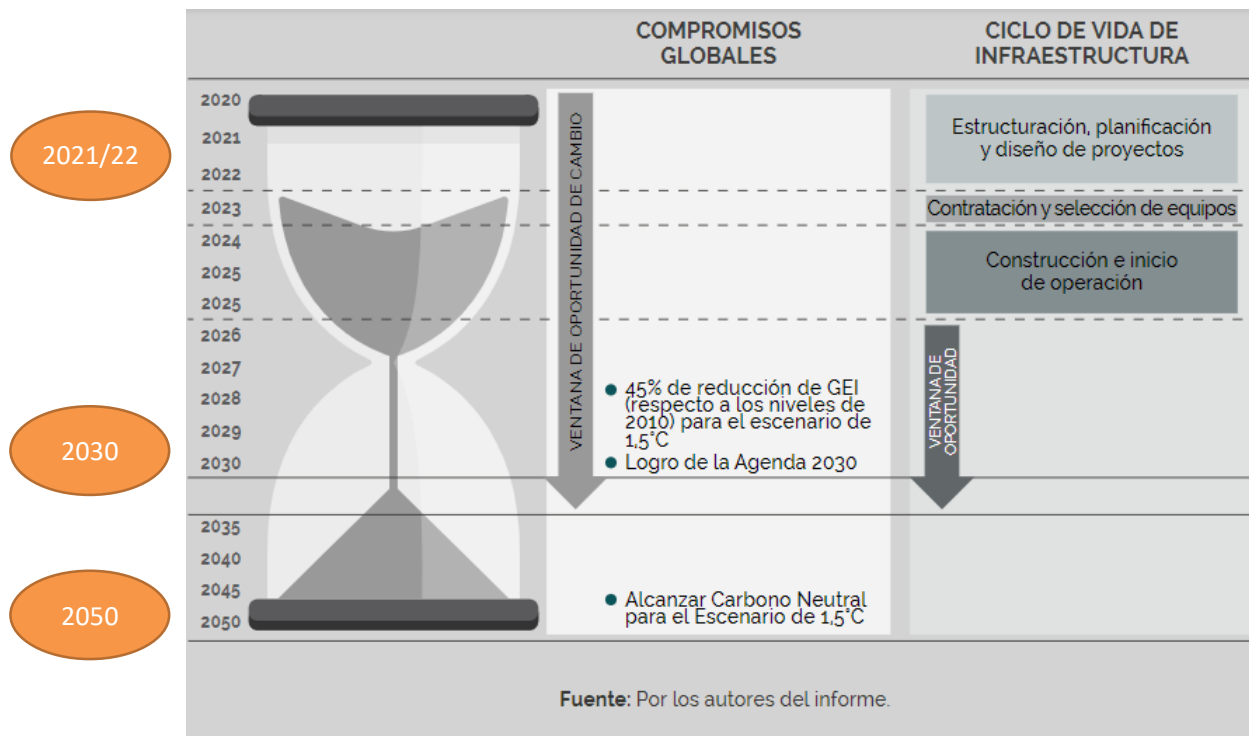 COMPROMISOS
GLOBALES
CICLO DE VIDA DE
INFRAESTRUCTURA
2021/22
2030
2050
2020
2021
2022
2023
2024
2025
2025
2026
2027
2028
2029
2030
2035
2040
2045
2050
VENTANA DE OPORTUNIDAD DE CAMBIO
● 45% de reducción de GEI
(respecto a los niveles de
2010) para el escenario de
1,5°C
● Logro de la Agenda 2030
● Alcanzar Carbono Neutral
para el Escenario de 1,5°C
Estructuración, planificación
y diseño de proyectos
Contratación y selección de equipos
Construcción e inicio
de operación
VENTANA DE
OPORTUNIDAD
Fuente: Por los autores del informe.